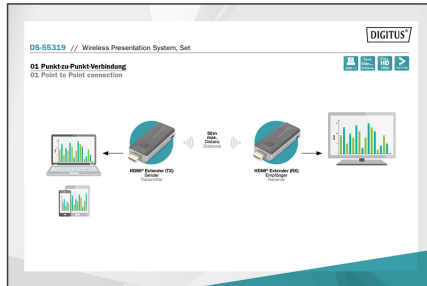 DIGITUS®
DS-55319 // Wireless Presentation System, Set
01 Punkt-zu-Punkt-Verbindung
01 Point to Point connection
HD
50 m
max.
Distanz
Distance
HDMI® Extender (TX)
Sender
Transmitter
HDMI® Extender (RX)
Empfänger
Receiver